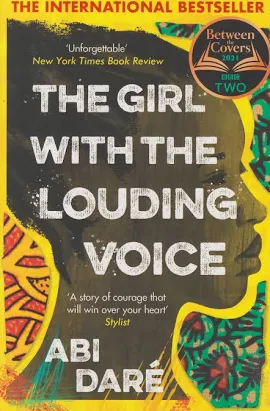 THE INTERNATIONAL BESTSELLER
Between
the
Covers
2021
BBC
TWO
'Unforgettable'
New York Times Book Review
THE GIRL
WITH THE
LOUDING
VOICE
'A story of courage that
will win over your heart'
Stylist
ABI
DARÉ